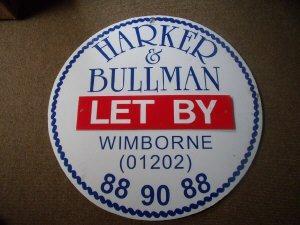 HARKER
&
BULLMAN
LET BY
WIMBORNE
(01202)
88 90 88